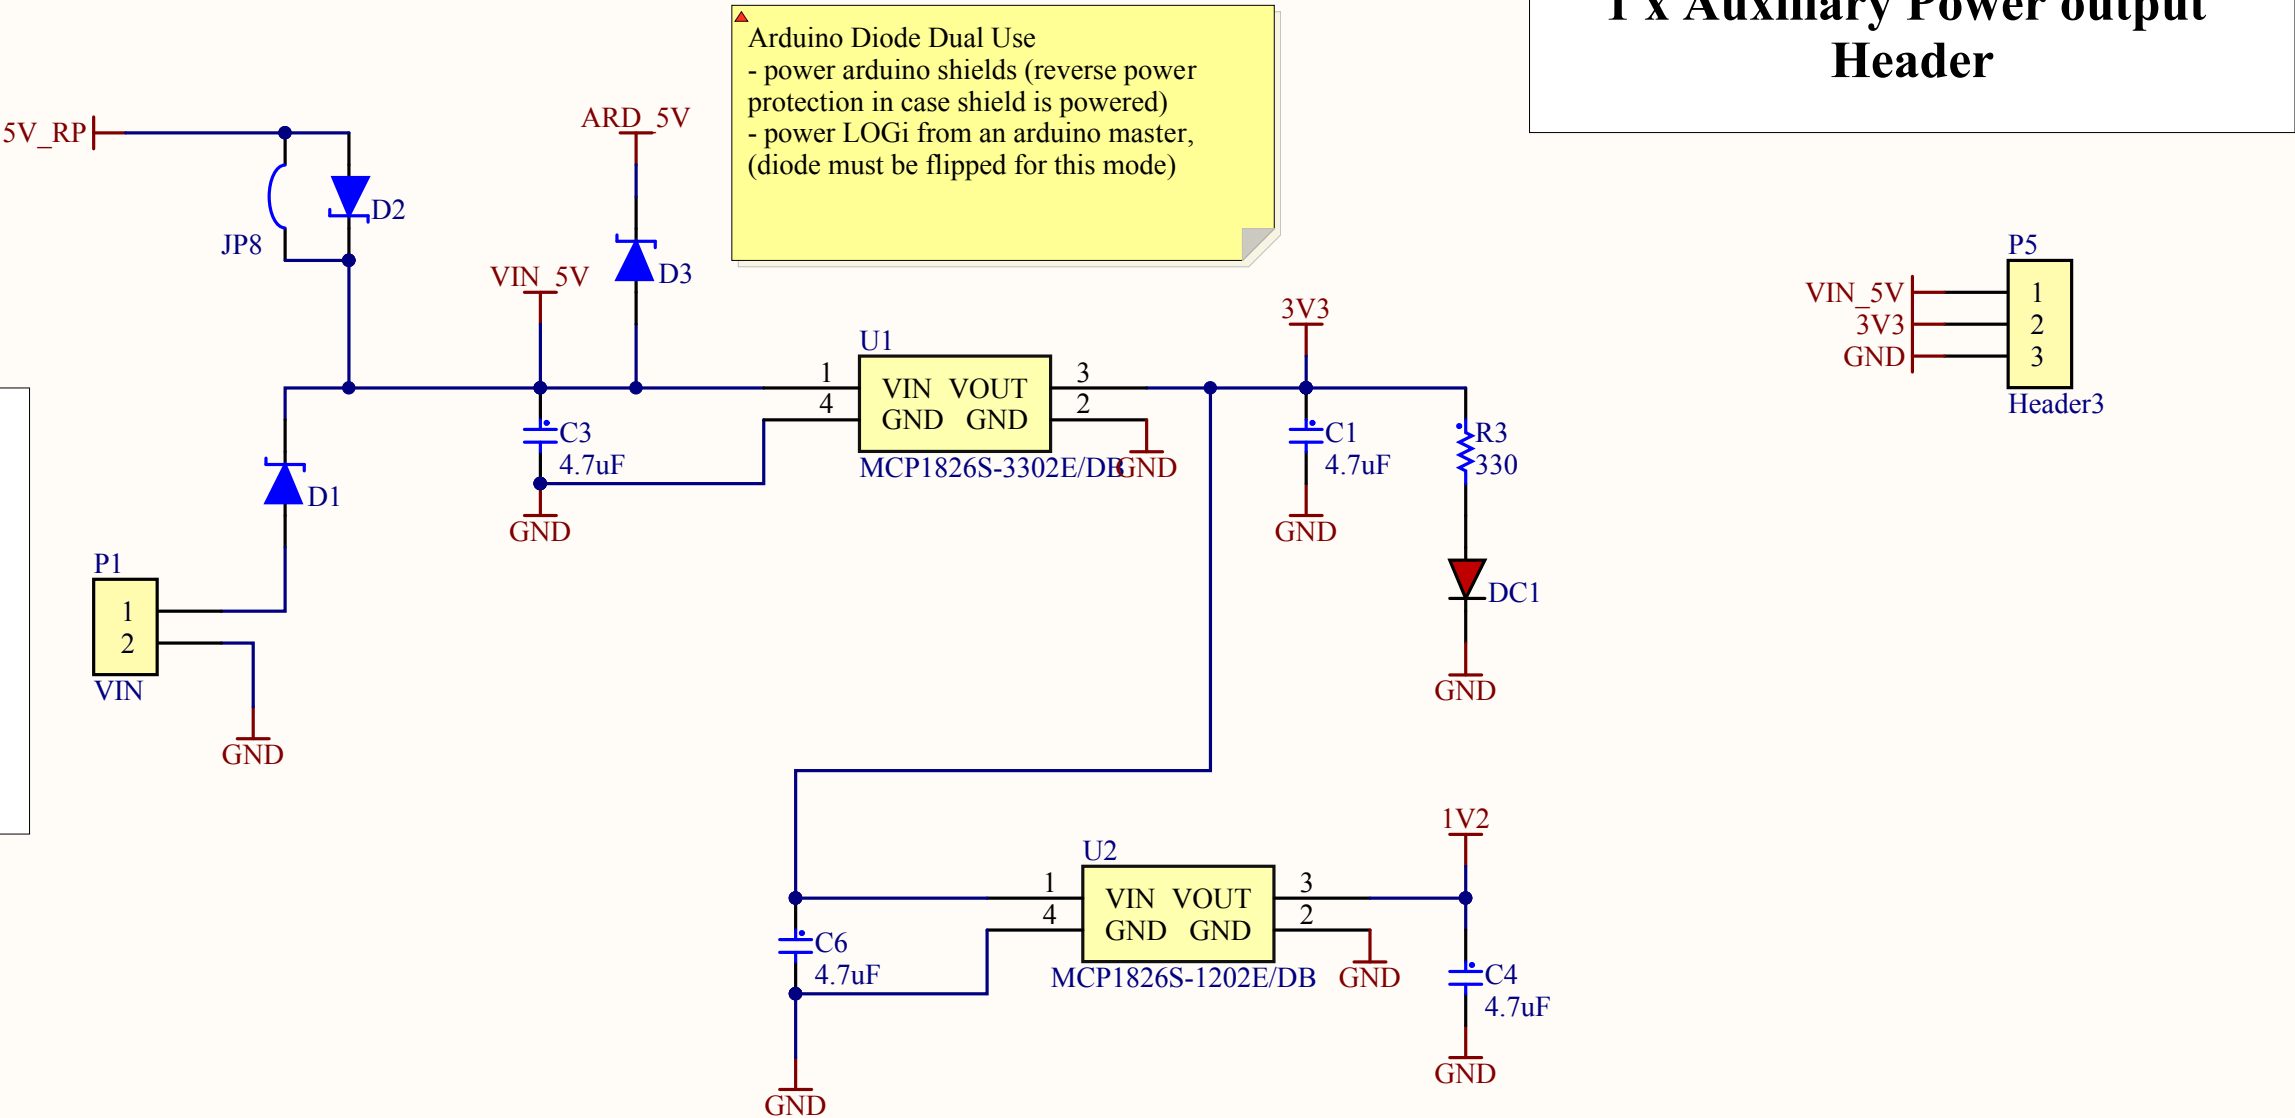 1 x Auxiliary Power output
Header
Arduino Diode Dual Use
- power arduino shields (reverse power
protection in case shield is powered)
- power LOGi from an arduino master,
(diode must be flipped for this mode)
5V_RP
ARD_5V
D2
JP8
VIN_5V
D3
3V3
P5
VIN_5V
1
3V3
2
GND
3
Header3
U1
1
VIN VOUT
3
4
GND GND
2
MCP1826S-3302E/DB
GND
C3
4.7uF
GND
C1
4.7uF
GND
R3
330
DC1
GND
D1
P1
1
2
VIN
GND
1V2
U2
1
VIN VOUT
3
4
GND GND
2
MCP1826S-1202E/DB
GND
C6
4.7uF
GND
C4
4.7uF
GND